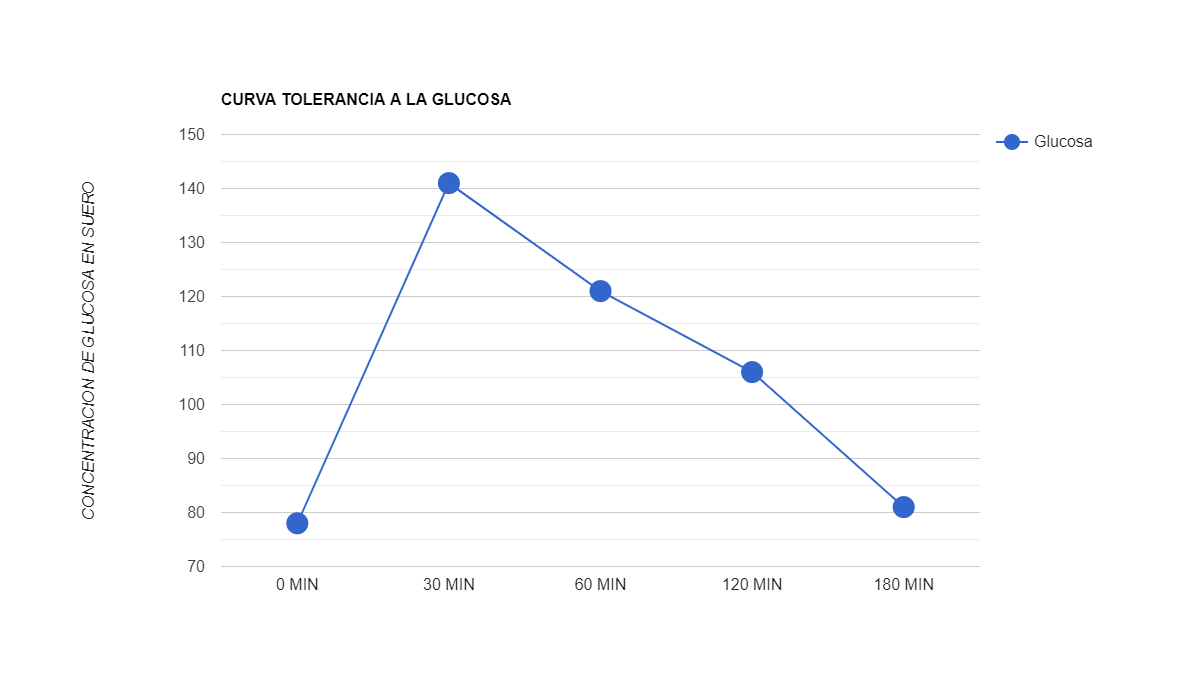 CURVA TOLERANCIA A LA GLUCOSA
150
140
130
120
110
100
90
80
70
CONCENTRACION DE GLUCOSA EN SUERO
0 MIN
30 MIN
60 MIN
120 MIN
180 MIN
Glucosa